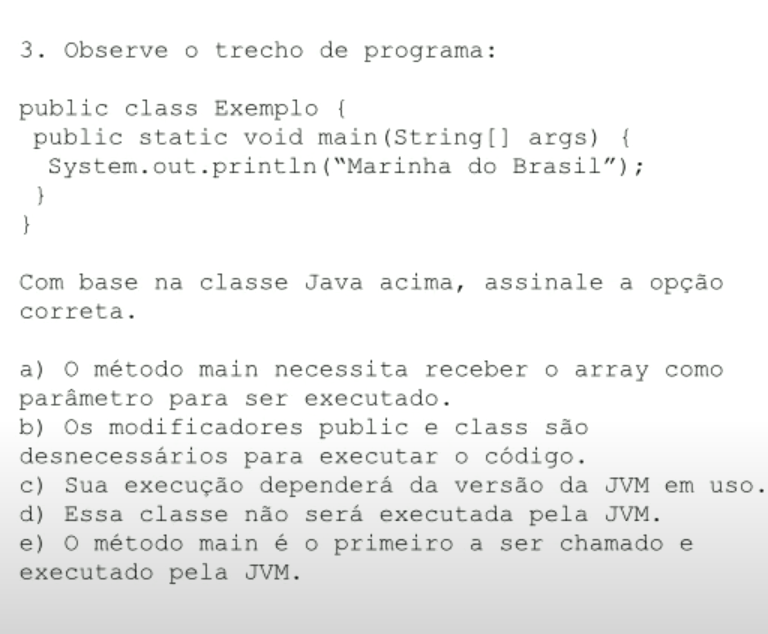 3. Observe o trecho de programa:
public class Exemplo {
public static void main(String[] args) {
System.out.println(“Marinha do Brasil”);
}
}
Com base na classe Java acima, assinale a opção
correta.
a) O método main necessita receber o array como
parâmetro para ser executado.
b) Os modificadores public e class são
desnecessários para executar o código.
c) Sua execução dependerá da versão da JVM em uso.
d) Essa classe não será executada pela JVM.
e) O método main é o primeiro a ser chamado e
executado pela JVM.